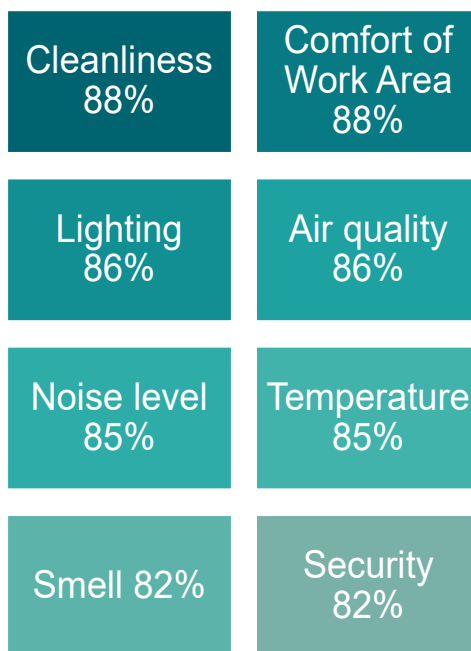 Cleanliness
88%
Comfort of
Work Area
88%
Lighting
86%
Air quality
86%
Noise level
85%
Temperature
85%
Smell 82%
Security
82%